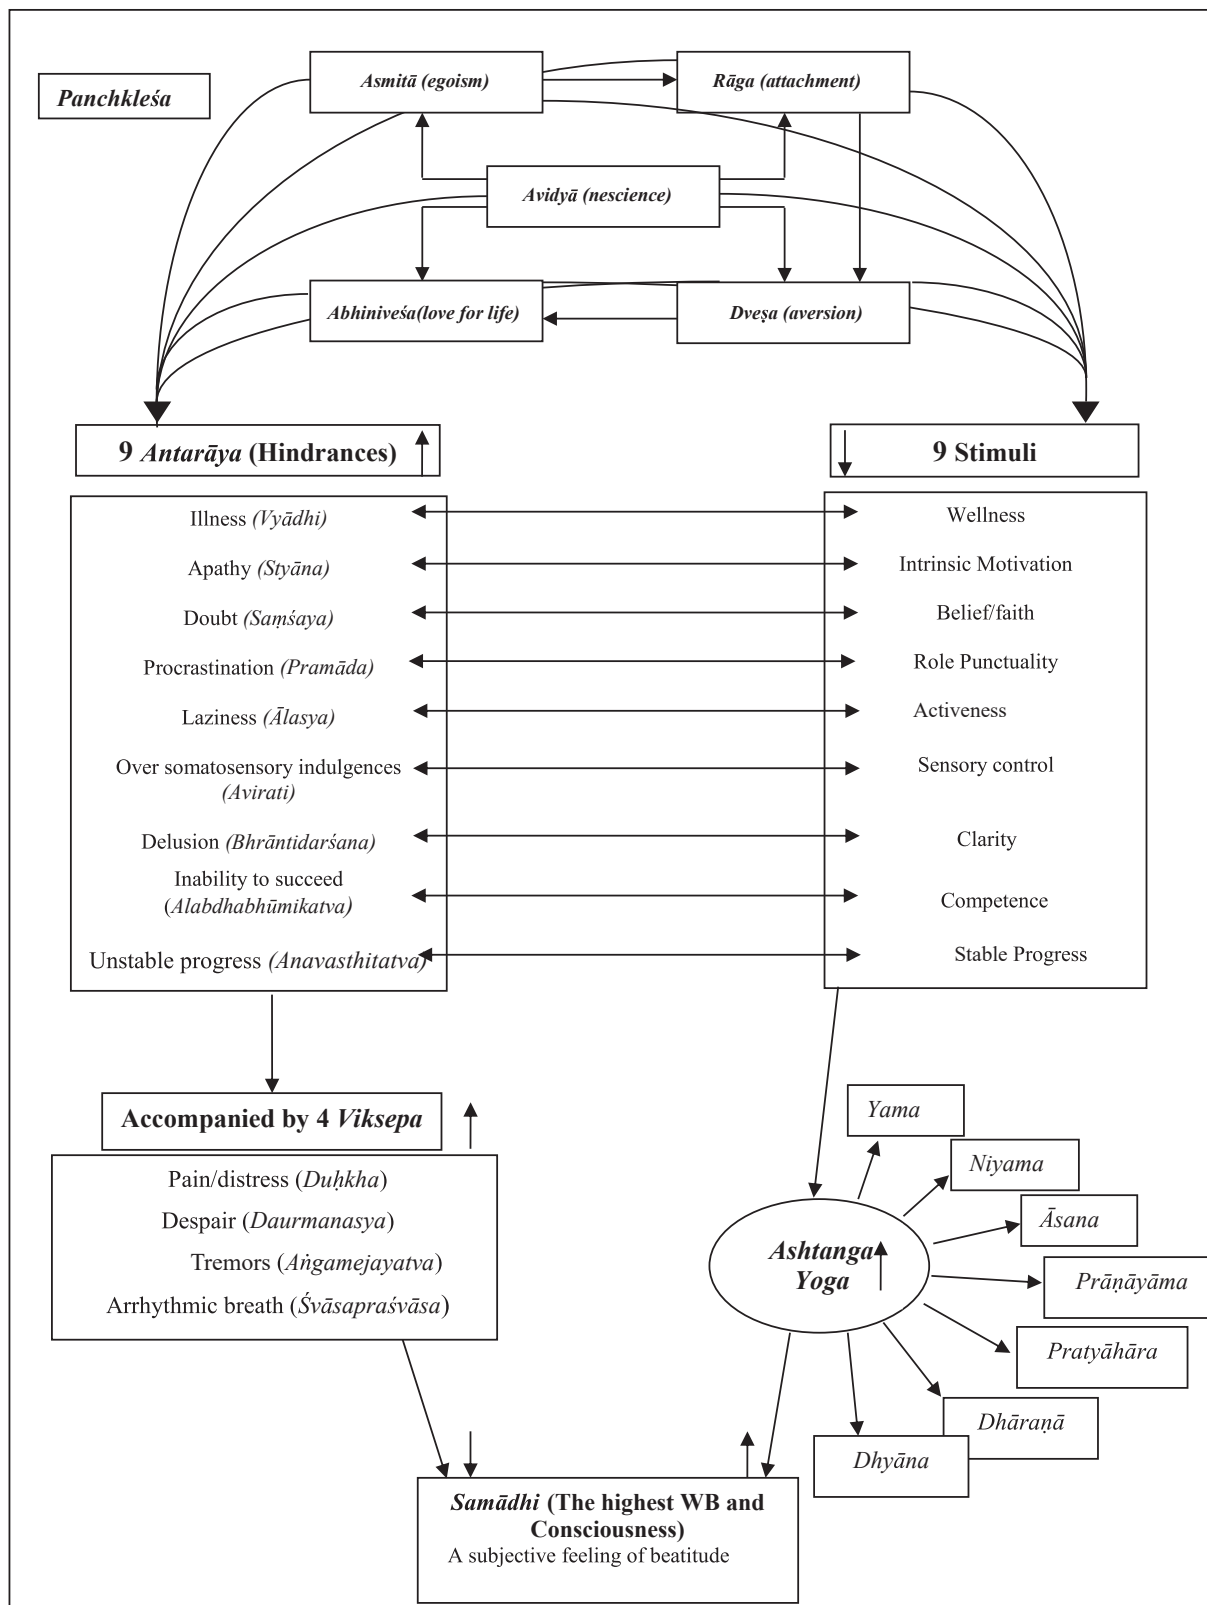 Panchkleśa
Asmitā (egoism)
Rāga (attachment)
Avidyā (nescience)
Abhiniveśa(love for life)
Dveṣa (aversion)
9 Antarāya (Hindrances)
9 Stimuli
Illness (Vyādhi)
Wellness
Apathy (Styāna)
Intrinsic Motivation
Doubt (Saṃśaya)
Belief/faith
Procrastination (Pramāda)
Role Punctuality
Laziness (Ālasya)
Activeness
Over somatosensory indulgences
(Avirati)
Sensory control
Delusion (Bhrāntidarśana)
Clarity
Inability to succeed
(Alabdhabhūmikatva)
Competence
Unstable progress (Anavasthitatva)
Stable Progress
Accompanied by 4 Viksepa
Pain/distress (Duḥkha)
Despair (Daurmanasya)
Tremors (Aṅgamejayatva)
Arrhythmic breath (Śvāsapraśvāsa)
Ashtanga
Yoga
Yama
Niyama
Āsana
Prāṇāyāma
Pratyāhāra
Dhāraṇā
Dhyāna
Samādhi (The highest WB and
Consciousness)
A subjective feeling of beatitude